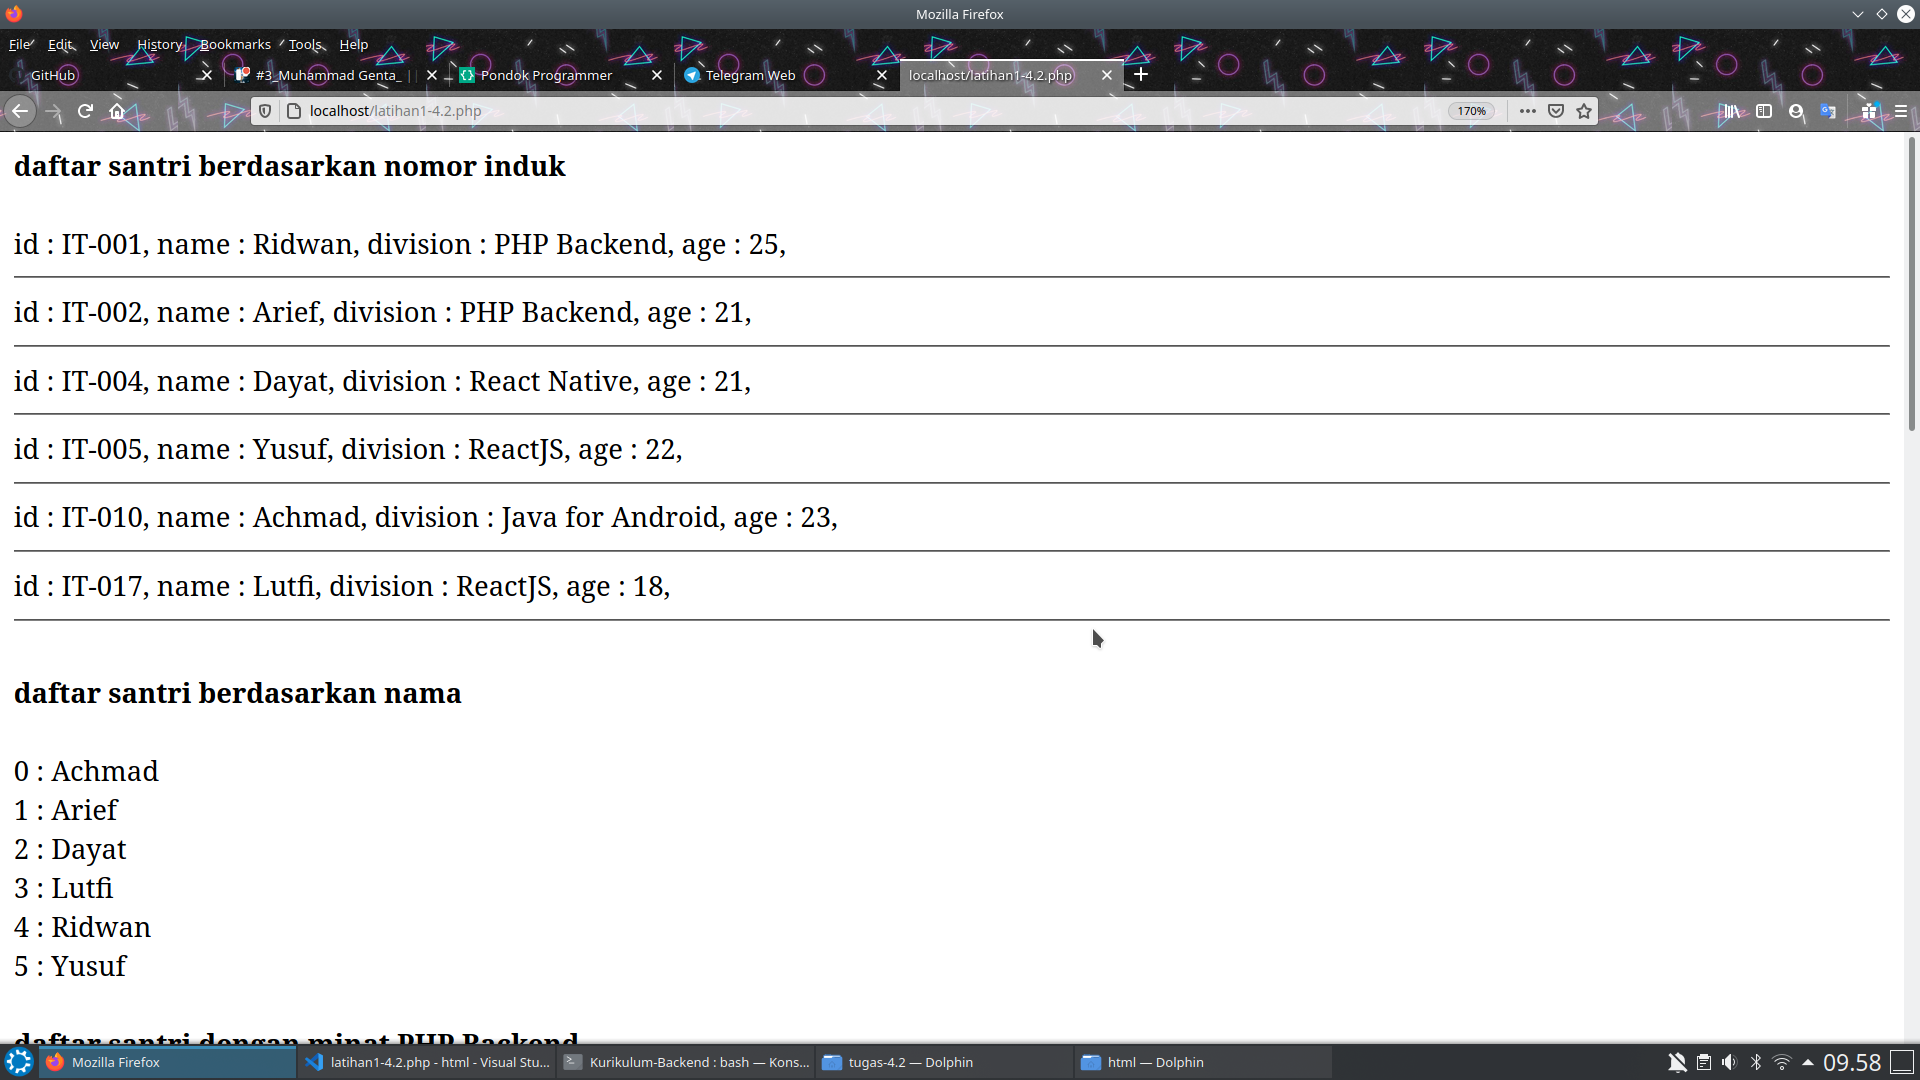 Mozilla Firefox
File Edit View History Bookmarks Tools Help
GitHub #3_Muhammad Genta_ | Pondok Programmer Telegram Web localhost/latihan1-4.2.php
localhost/latihan1-4.2.php 170%
daftar santri berdasarkan nomor induk
id : IT-001, name : Ridwan, division : PHP Backend, age : 25,
id : IT-002, name : Arief, division : PHP Backend, age : 21,
id : IT-004, name : Dayat, division : React Native, age : 21,
id : IT-005, name : Yusuf, division : ReactJS, age : 22,
id : IT-010, name : Achmad, division : Java for Android, age : 23,
id : IT-017, name : Lutfi, division : ReactJS, age : 18,
daftar santri berdasarkan nama
0 : Achmad
1 : Arief
2 : Dayat
3 : Lutfi
4 : Ridwan
5 : Yusuf
daftar santri dengan minat PHP Backend
Mozilla Firefox latihan1-4.2.php - html - Visual Stu... Kurikulum-Backend : bash — Kons... tugas-4.2 — Dolphin html — Dolphin 09.58